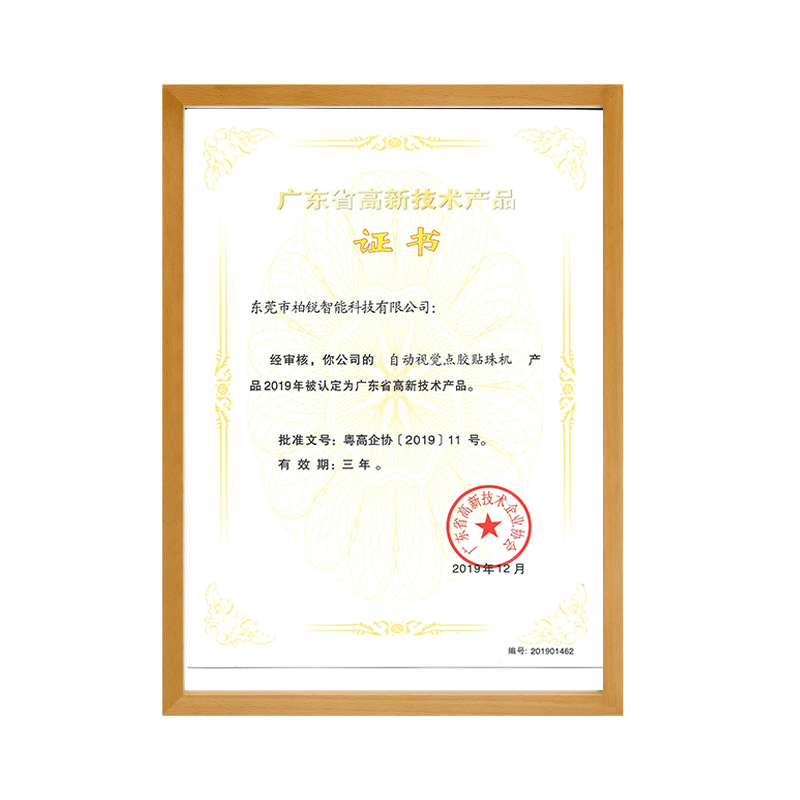 广东省高新技术产品
证书
东莞市柏锐智能科技有限公司：
经审核，你公司的 自动视觉点胶贴珠机 产
品2019年被认定为广东省高新技术产品。
批准文号：粤高企协〔2019〕11 号。
有 效 期：三 年 。
广东省高新技术企业协会
2019年12月
编号: 201901462